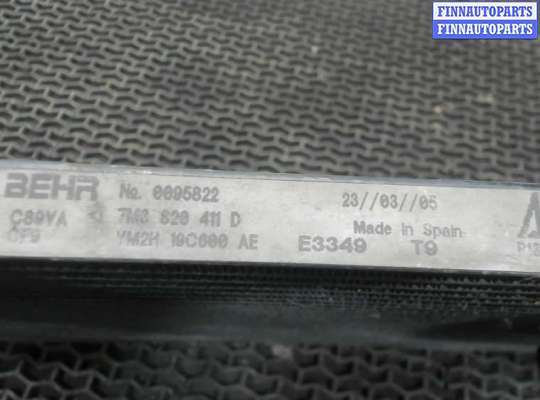 FINNAUTOPARTS
FINNAUTOPARTS
BEHR No. 0095822 23//03//05
C89VA 7M3 820 411 D Made in Spain
YM2H 19C600 AE E3349 T9